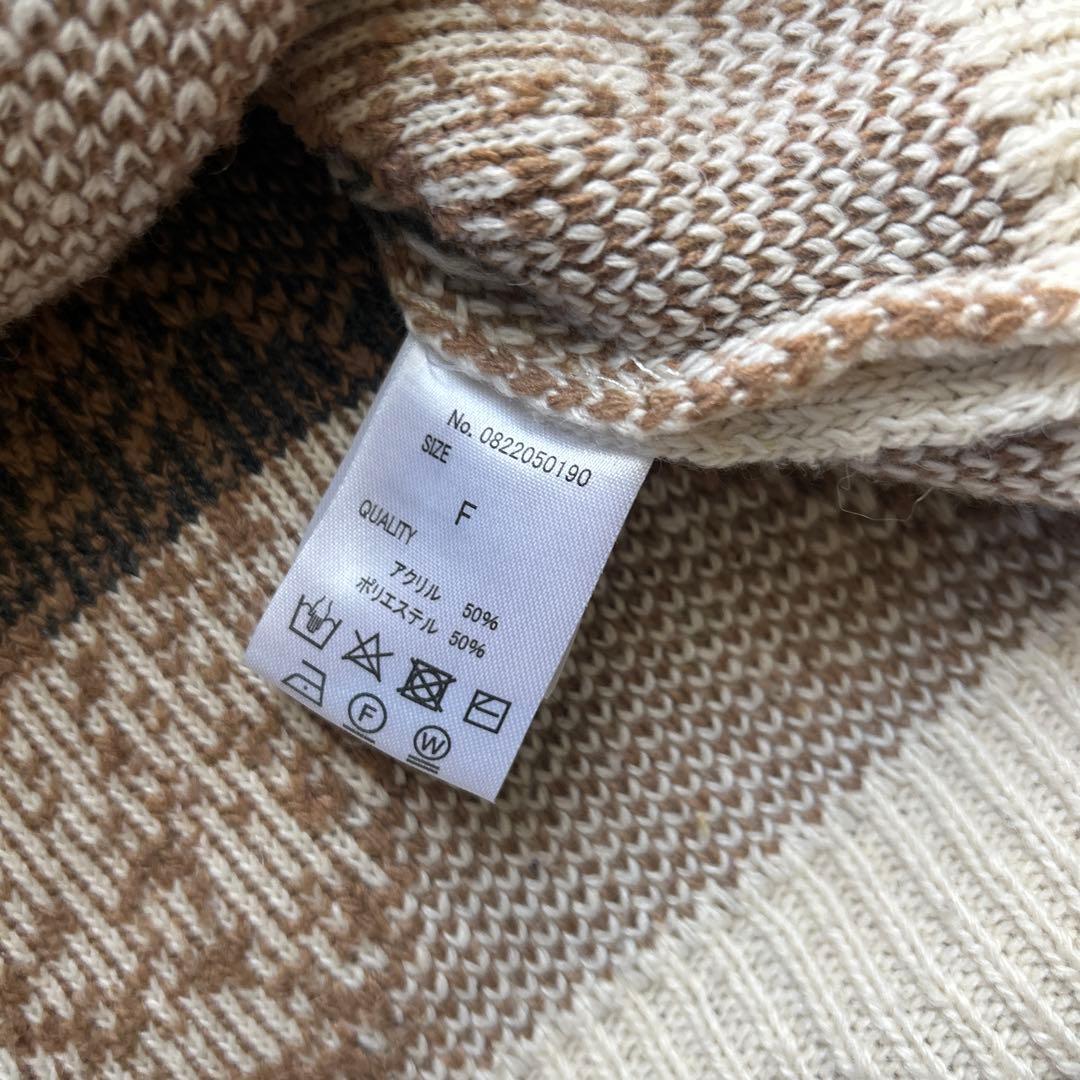 No. 0822050190
SIZE
F
QUALITY
アクリル 50%
ポリエステル 50%
F
W